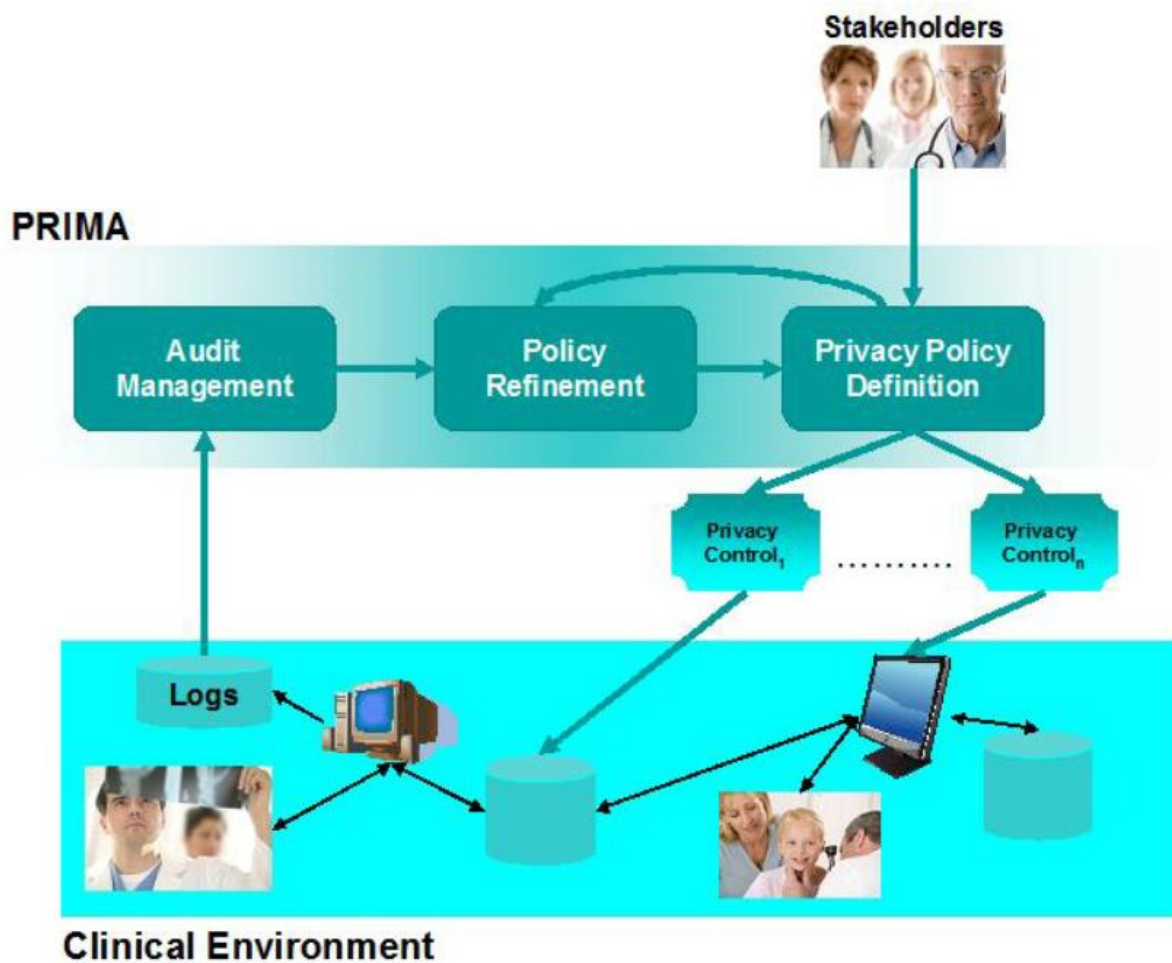 Stakeholders
PRIMA
Audit
Management
Policy
Refinement
Privacy Policy
Definition
Privacy
Control1
..........
Privacy
Controln
Logs
Clinical Environment